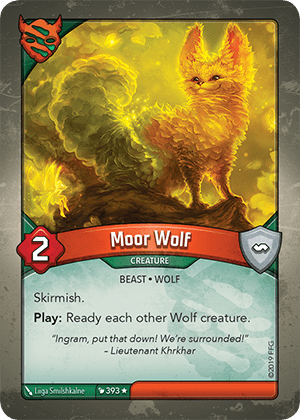 2
Moor Wolf
CREATURE
BEAST • WOLF
Skirmish.
Play: Ready each other Wolf creature.
"Ingram, put that down! We're surrounded!"
– Lieutenant Khrkhar
Liiga Smilshkalne
393 ★
©2019 FFG